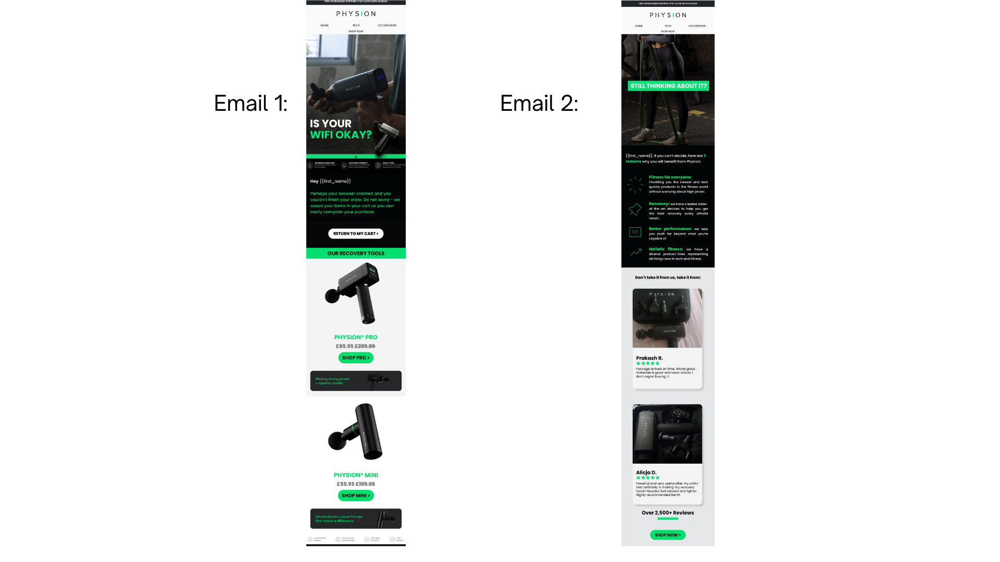 Email 1:
FREE WORLDWIDE SHIPPING | PAY LATER WITH KLARNA
PHYSION
HOME TECH ACCESSORIES
SHOP NOW
PHYSION
IS YOUR
WIFI OKAY?
Hey {{first_name}}
Perhaps your browser crashed and you
couldn't finish your order. Do not worry - we
saved your items in your cart so you can
easily complete your purchase.
RETURN TO MY CART >
OUR RECOVERY TOOLS
PHYSION
PHYSION® PRO
£89.95 £299.99
SHOP PRO >
Blazing strong power
+ superior quality
PHYSION
PHYSION® MINI
£59.95 £199.95
SHOP MINI >
Advanced percussive therapy
that makes a difference.
Free Worldwide
Shipping
Email 2:
FREE WORLDWIDE SHIPPING | PAY LATER WITH KLARNA
PHYSION
HOME TECH ACCESSORIES
SHOP NOW
STILL THINKING ABOUT IT?
{{first_name}}, if you can't decide, here are 3
reasons why you will benefit from Physion:
Fitness for everyone:
Providing you the newest and best
quality products in the fitness world
without warrying about high prices.
Recovery: we have created state-
of-the-art devices to help you get
the best recovery every athlete
needs.
Better performance: we help
you push far beyond what you're
capable of.
Holistic fitness: we have a
diverse product-lines representing
all things new in tech and fitness.
Don't take it from us, take it from:
PHYSION
PHYSION
Prakash R.
Package arrived on time. Works great ,
materials is good and looks robust. I
don't regret buying it.
PHYSION
Alicja D.
Powerful and very useful after my activi-
ties! Definitely is making my recovery
faster! Muscles feel relaxed and lighter.
Highly recommended item!!
Over 2,500+ Reviews
SHOP NOW >